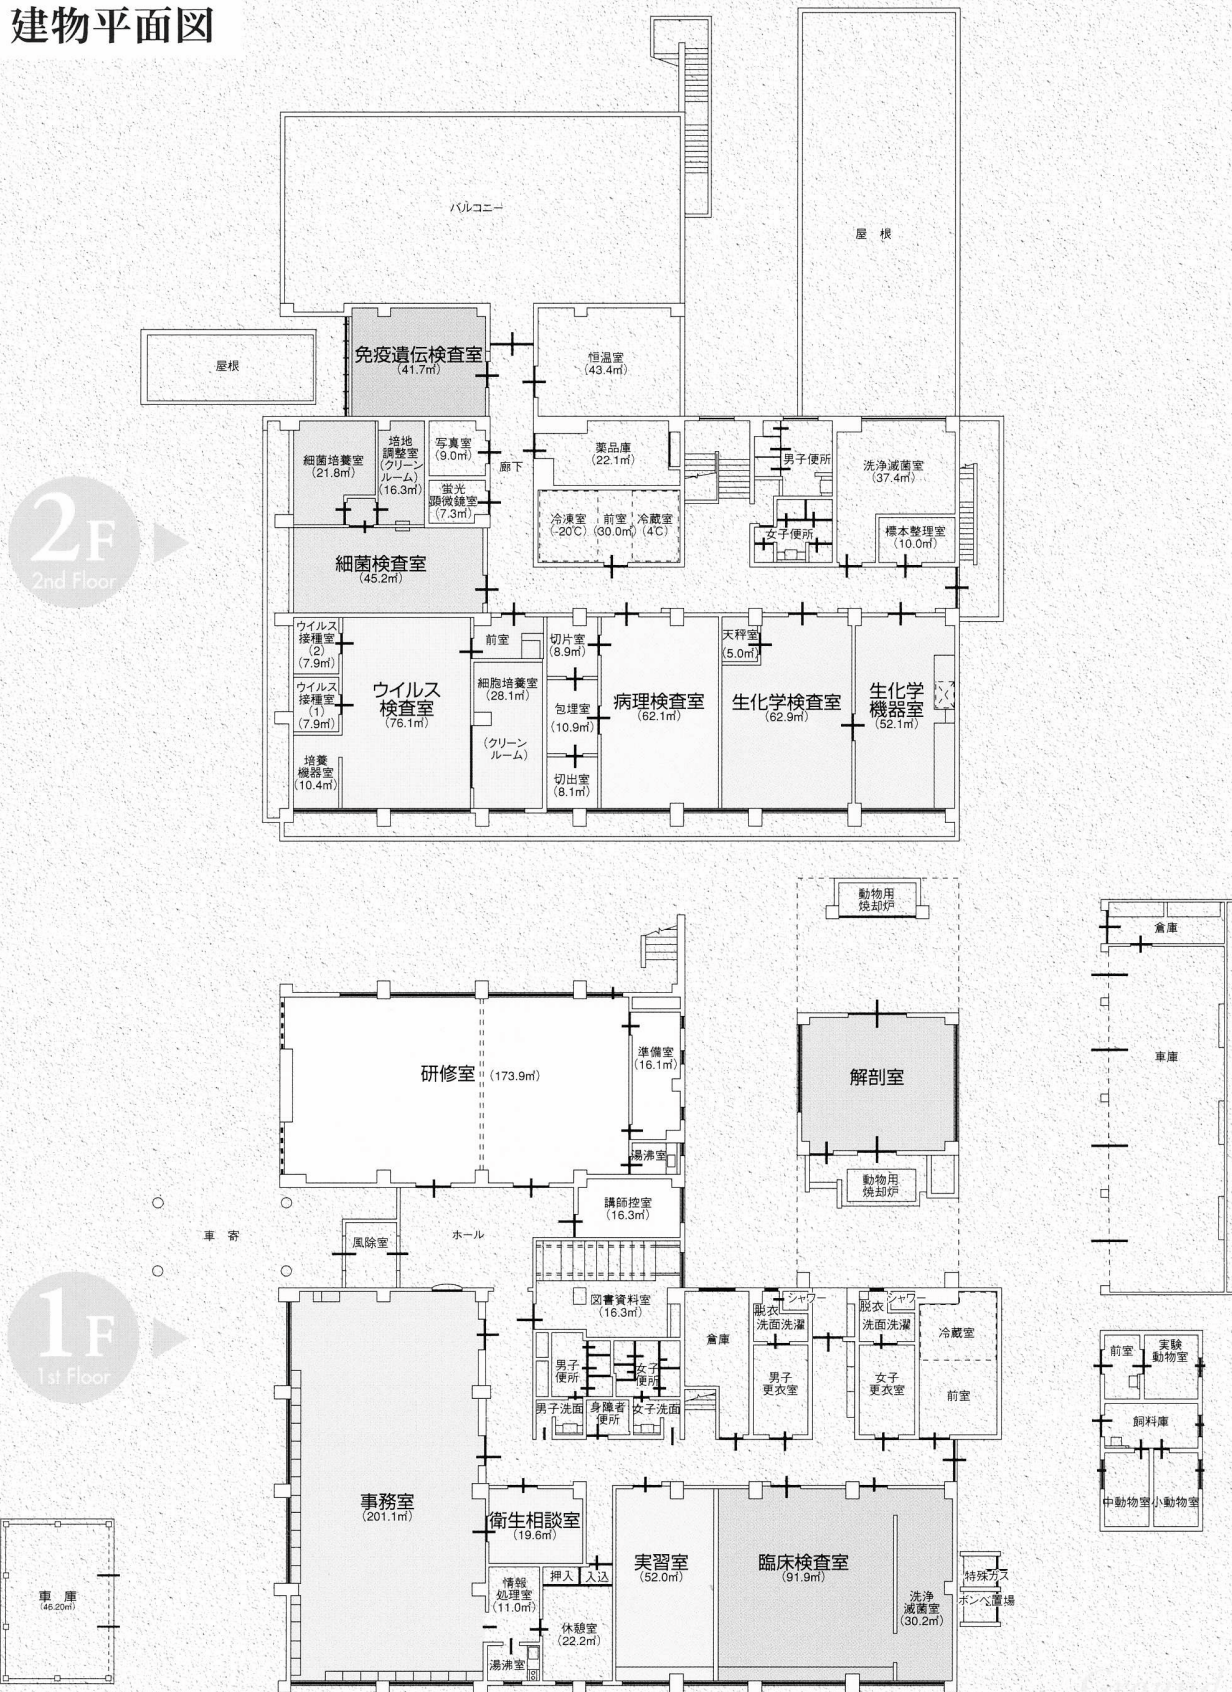 建物平面図
バルコニー
屋　根
屋根
免疫遺伝検査室
(41.7㎡)
恒温室
(43.4㎡)
細菌培養室
(21.8㎡)
培地
調整室
(クリーン
ルーム)
(16.3㎡)
写真室
(9.0㎡)
蛍光
顕微鏡室
(7.3㎡)
廊下
薬品庫
(22.1㎡)
冷凍室
(-20℃)
前室
(30.0㎡)
冷蔵室
(4℃)
男子便所
女子便所
洗浄滅菌室
(37.4㎡)
標本整理室
(10.0㎡)
2F
2nd Floor
細菌検査室
(45.2㎡)
ウイルス
接種室
(2)
(7.9㎡)
ウイルス
接種室
(1)
(7.9㎡)
培養
機器室
(10.4㎡)
ウイルス
検査室
(76.1㎡)
前室
細胞培養室
(28.1㎡)
(クリーン
ルーム)
切片室
(8.9㎡)
包埋室
(10.9㎡)
切出室
(8.1㎡)
病理検査室
(62.1㎡)
天秤室
(5.0㎡)
生化学検査室
(62.9㎡)
生化学
機器室
(52.1㎡)
動物用
焼却炉
倉庫
車庫
研修室 (173.9㎡)
準備室
(16.1㎡)
湯沸室
解剖室
動物用
焼却炉
講師控室
(16.3㎡)
車　寄
風除室
ホール
1F
1st Floor
図書資料室
(16.3㎡)
男子
便所
女子
便所
男子洗面
身障者
便所
女子洗面
倉庫
脱衣
シャワー
洗面洗濯
男子
更衣室
脱衣
シャワー
洗面洗濯
女子
更衣室
冷蔵室
前室
前室
実験
動物室
飼料庫
中動物室
小動物室
事務室
(201.1㎡)
衛生相談室
(19.6㎡)
情報
処理室
(11.0㎡)
押入
入込
休憩室
(22.2㎡)
湯沸室
実習室
(52.0㎡)
臨床検査室
(91.9㎡)
洗浄
滅菌室
(30.2㎡)
特殊ガス
ボンベ置場
車　庫
(46.20㎡)